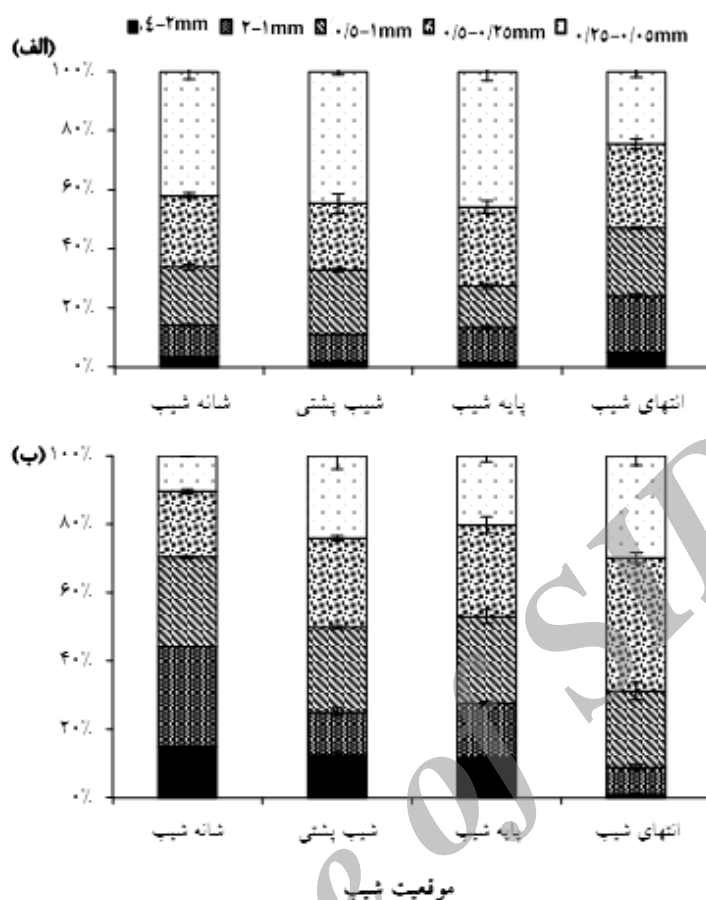 ۴-۲mm ۲-۱mm ۰/۵-۱mm ۰/۵-۰/۲۵mm ۰/۲۵-۰/۰۵mm
(الف)
۱۰۰٪
۸۰٪
۶۰٪
۴۰٪
۲۰٪
۰٪
شانه شیب شیب پشتی پایه شیب انتهای شیب
(ب)
۱۰۰٪
۸۰٪
۶۰٪
۴۰٪
۲۰٪
۰٪
شانه شیب شیب پشتی پایه شیب انتهای شیب
موقعیت شیب
e of SID